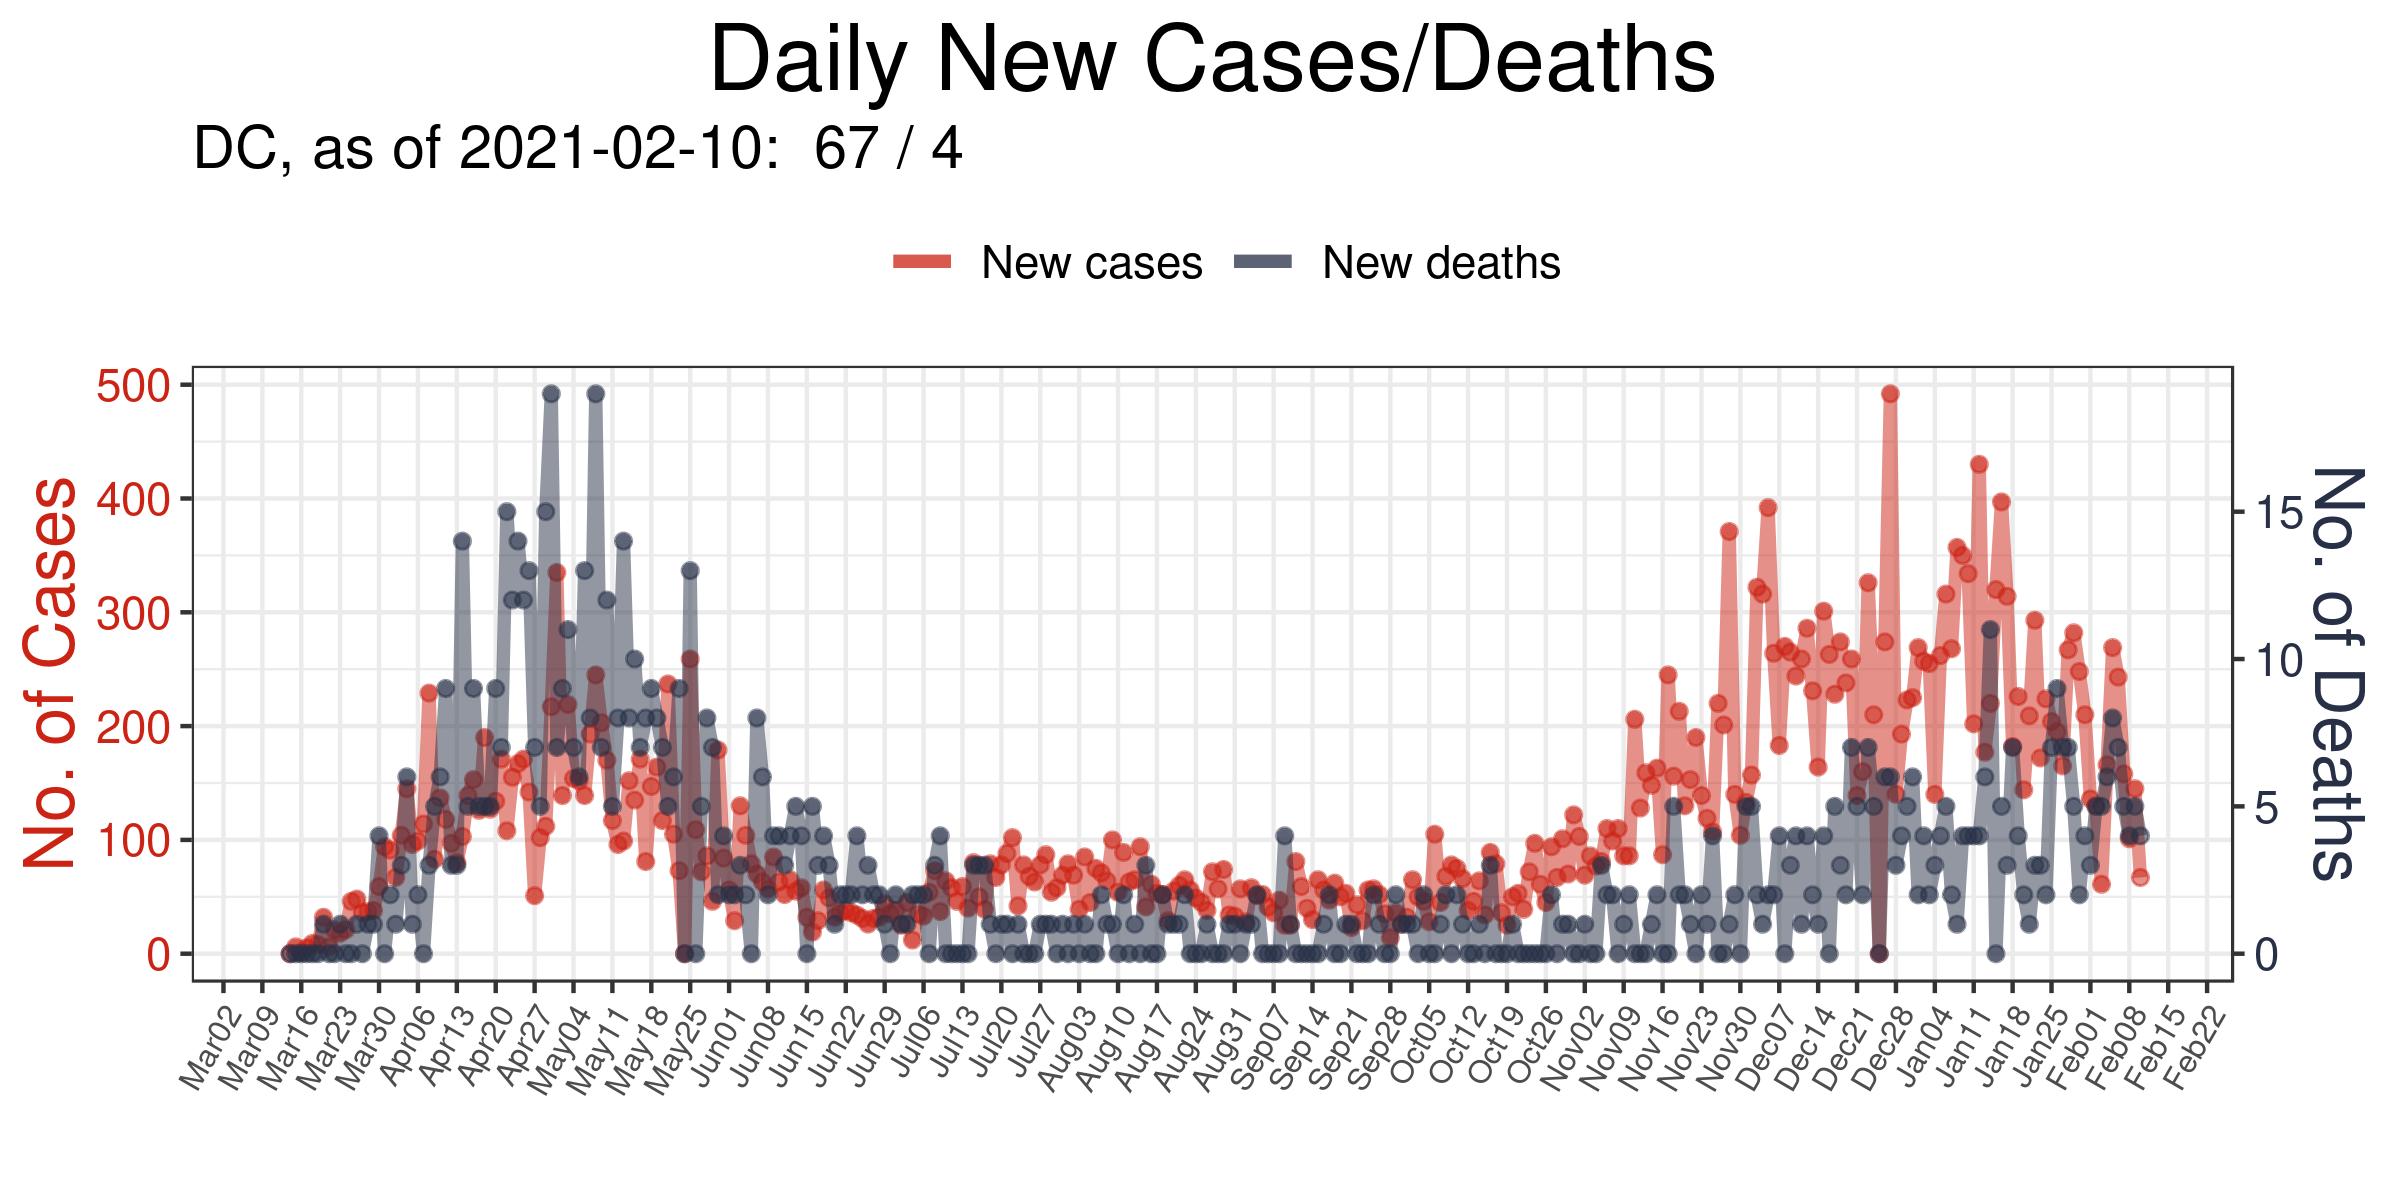 Daily New Cases/Deaths
DC, as of 2021-02-10:  67 / 4
New cases
New deaths
No. of Cases
500
400
300
200
100
0
No. of Deaths
15
10
5
0
Mar02
Mar09
Mar16
Mar23
Mar30
Apr06
Apr13
Apr20
Apr27
May04
May11
May18
May25
Jun01
Jun08
Jun15
Jun22
Jun29
Jul06
Jul13
Jul20
Jul27
Aug03
Aug10
Aug17
Aug24
Aug31
Sep07
Sep14
Sep21
Sep28
Oct05
Oct12
Oct19
Oct26
Nov02
Nov09
Nov16
Nov23
Nov30
Dec07
Dec14
Dec21
Dec28
Jan04
Jan11
Jan18
Jan25
Feb01
Feb08
Feb15
Feb22